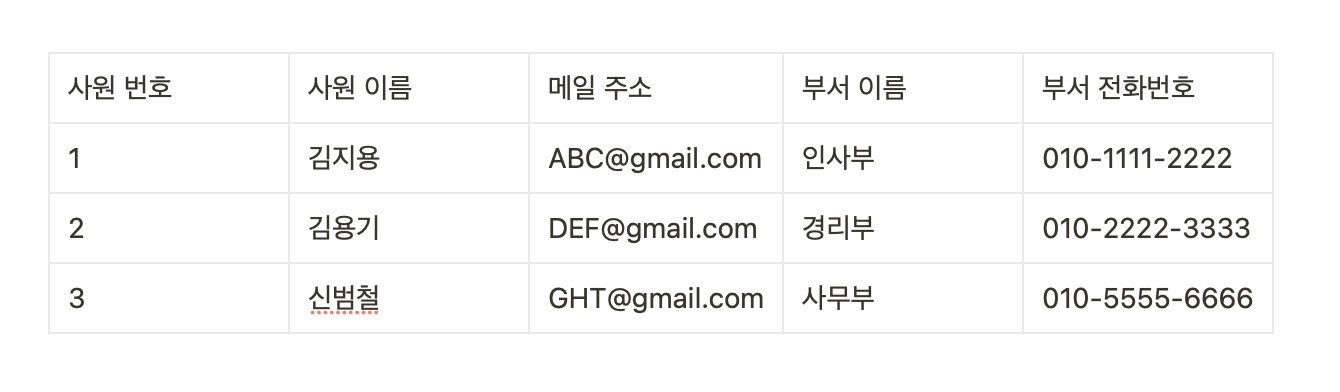 사원 번호 사원 이름 메일 주소 부서 이름 부서 전화번호
1 김지용 ABC@gmail.com 인사부 010-1111-2222
2 김용기 DEF@gmail.com 경리부 010-2222-3333
3 신범철 GHT@gmail.com 사무부 010-5555-6666